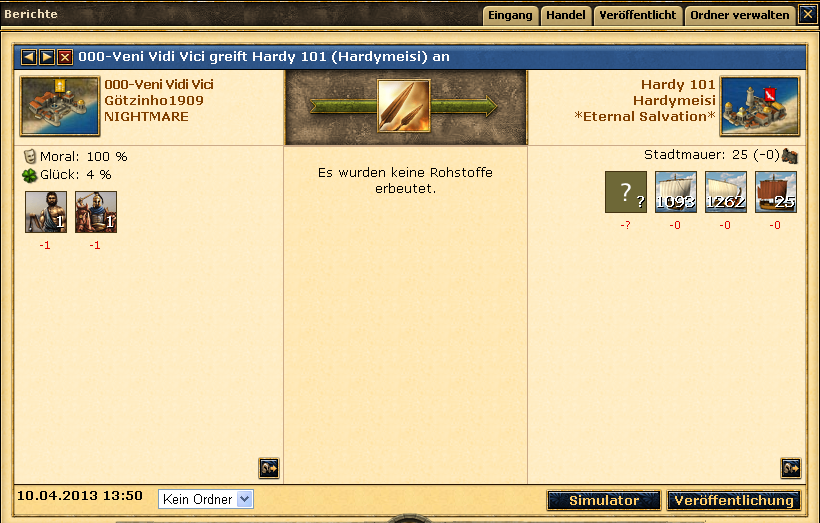 Berichte
Eingang Handel Veröffentlicht Ordner verwalten
000-Veni Vidi Vici greift Hardy 101 (Hardymeisi) an
000-Veni Vidi Vici
Götzinho1909
NIGHTMARE
Hardy 101
Hardymeisi
*Eternal Salvation*
Moral: 100 %
Glück: 4 %
1 1
-1 -1
Es wurden keine Rohstoffe
erbeutet.
Stadtmauer: 25 (-0)
? ? 1093 1262 25
-? -0 -0 -0
10.04.2013 13:50
Kein Ordner
Simulator
Veröffentlichung